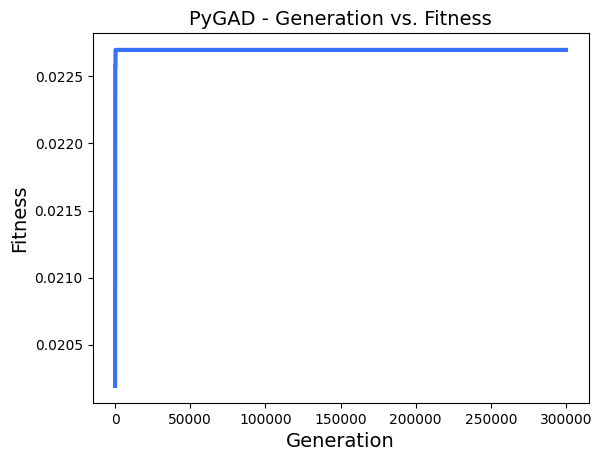 PyGAD - Generation vs. Fitness
Fitness
0.0225
0.0220
0.0215
0.0210
0.0205
0 50000 100000 150000 200000 250000 300000
Generation